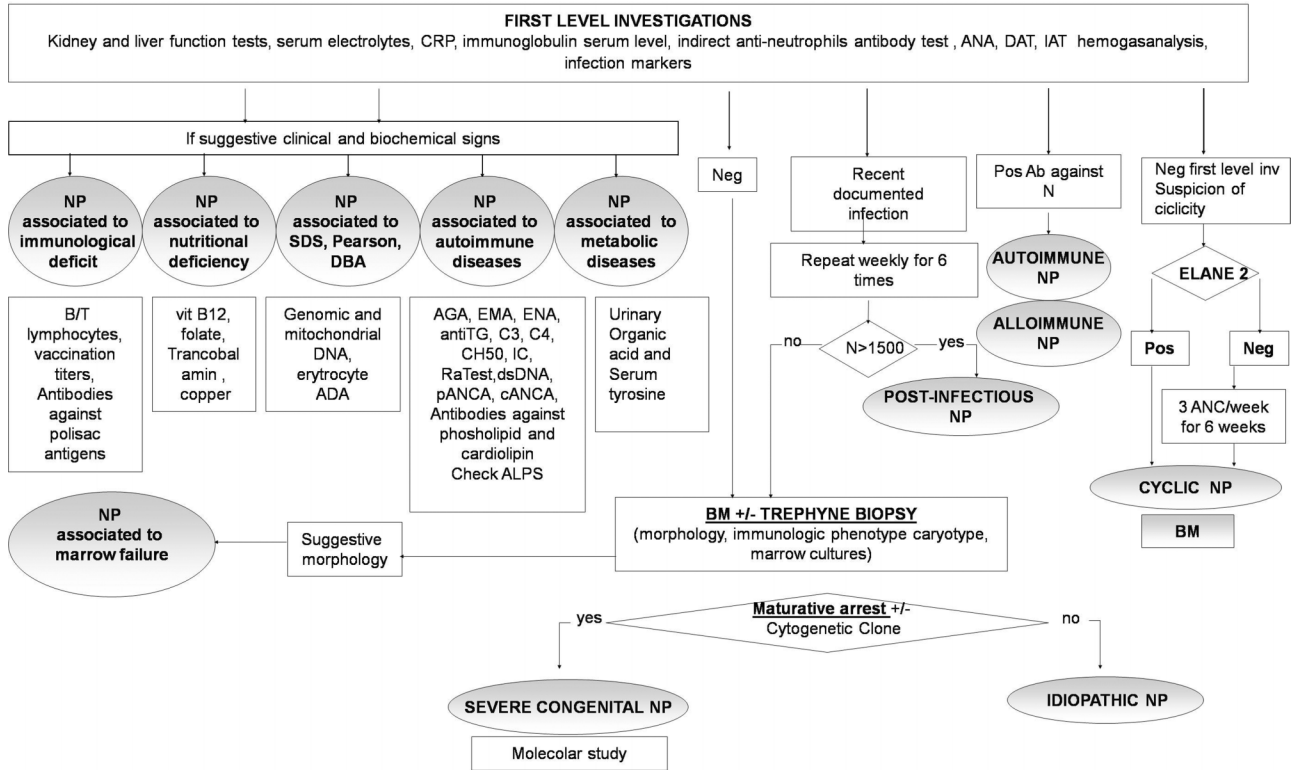 FIRST LEVEL INVESTIGATIONS
Kidney and liver function tests, serum electrolytes, CRP, immunoglobulin serum level, indirect anti-neutrophils antibody test , ANA, DAT, IAT hemogasanalysis,
infection markers
If suggestive clinical and biochemical signs
NP
associated to
immunological
deficit
NP
associated to
nutritional
deficiency
NP
associated to
SDS, Pearson,
DBA
NP
associated to
autoimmune
diseases
NP
associated to
metabolic
diseases
B/T
lymphocytes,
vaccination
titers,
Antibodies
against
polisac
antigens
vit B12,
folate,
Trancobal
amin ,
copper
Genomic and
mitochondrial
DNA,
erytrocyte
ADA
AGA, EMA, ENA,
antiTG, C3, C4,
CH50, IC,
RaTest,dsDNA,
pANCA, cANCA,
Antibodies against
phosholipid and
cardiolipin
Check ALPS
Urinary
Organic
acid and
Serum
tyrosine
Neg
Recent
documented
infection
Repeat weekly for 6
times
no
N>1500
yes
POST-INFECTIOUS
NP
Pos Ab against
N
AUTOIMMUNE
NP
ALLOIMMUNE
NP
Neg first level inv
Suspicion of
ciclicity
ELANE 2
Pos
Neg
3 ANC/week
for 6 weeks
CYCLIC NP
BM
BM +/- TREPHYNE BIOPSY
(morphology, immunologic phenotype caryotype,
marrow cultures)
Suggestive
morphology
NP
associated to
marrow failure
yes
Maturative arrest +/-
Cytogenetic Clone
no
SEVERE CONGENITAL NP
Molecolar study
IDIOPATHIC NP